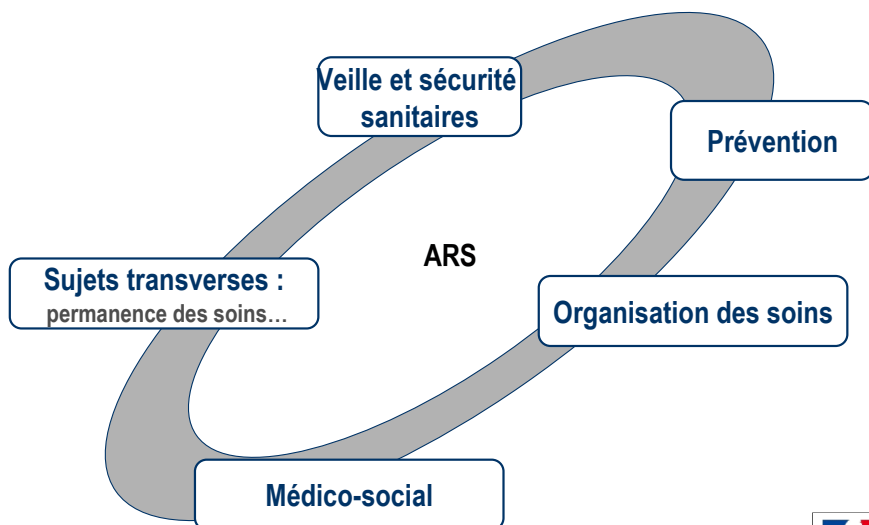 Veille et sécurité
sanitaires
Prévention
ARS
Sujets transverses :
permanence des soins…
Organisation des soins
Médico-social